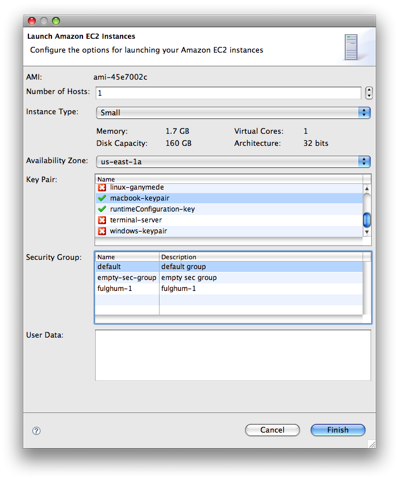 Launch Amazon EC2 Instances
Configure the options for launching your Amazon EC2 instances
AMI: ami-45e7002c
Number of Hosts: 1
Instance Type: Small
Memory: 1.7 GB Virtual Cores: 1
Disk Capacity: 160 GB Architecture: 32 bits
Availability Zone: us-east-1a
Key Pair: Name
linux-ganymede
macbook-keypair
runtimeConfiguration-key
terminal-server
windows-keypair
Security Group: Name Description
default default group
empty-sec-group empty sec group
fulghum-1 fulghum-1
User Data:
? Cancel Finish